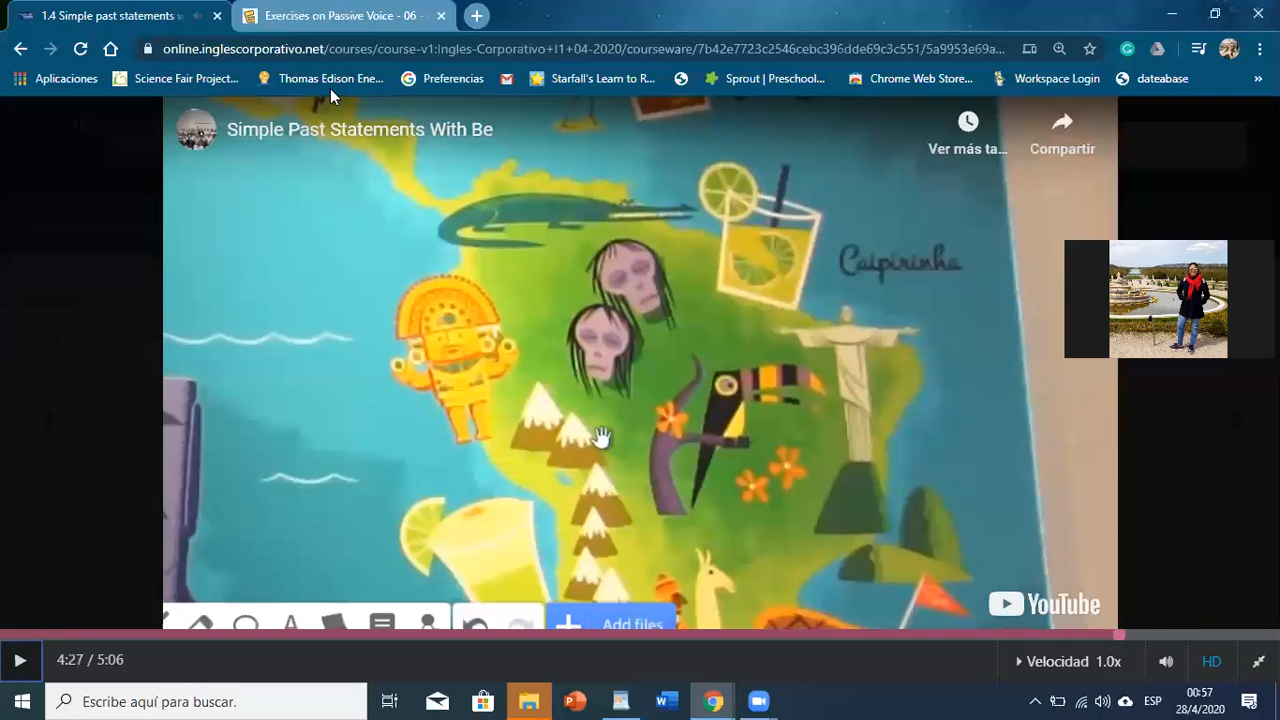 1.4 Simple past statements w
Exercises on Passive Voice - 06 -
online.inglescorporativo.net/courses/course-v1:Ingles-Corporativo+I1+04-2020/courseware/7b42e7723c2546cebc396dde69c3c551/5a9953e69a...
Aplicaciones
Science Fair Project...
Thomas Edison Ene...
Preferencias
Starfall's Learn to R...
Sprout | Preschool...
Chrome Web Store...
Workspace Login
dateabase
»
Simple Past Statements With Be
Ver más ta...
Compartir
Caipirinha
YouTube
Add files
4:27 / 5:06
Velocidad 1.0x
HD
Escribe aquí para buscar.
ESP
00:57
28/4/2020